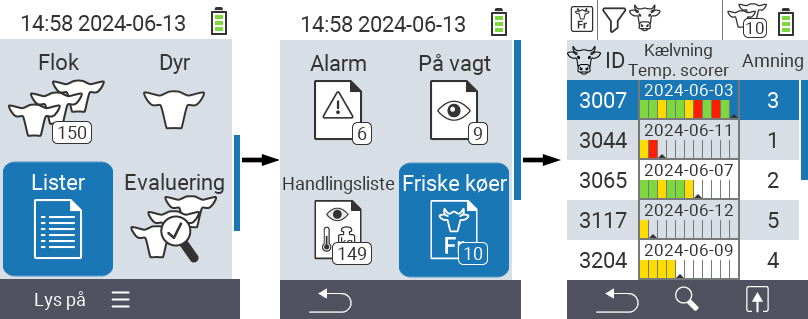 14:58 2024-06-13
Flok
Dyr
150
Lister
Evaluering
Lys på
14:58 2024-06-13
Alarm
På vagt
6
9
Handlingsliste
Friske køer
149
Fr
10
Fr
10
ID
Kælvning
Temp. scorer
Amning
3007
2024-06-03
3
3044
2024-06-11
1
3065
2024-06-07
2
3117
2024-06-12
5
3204
2024-06-09
4